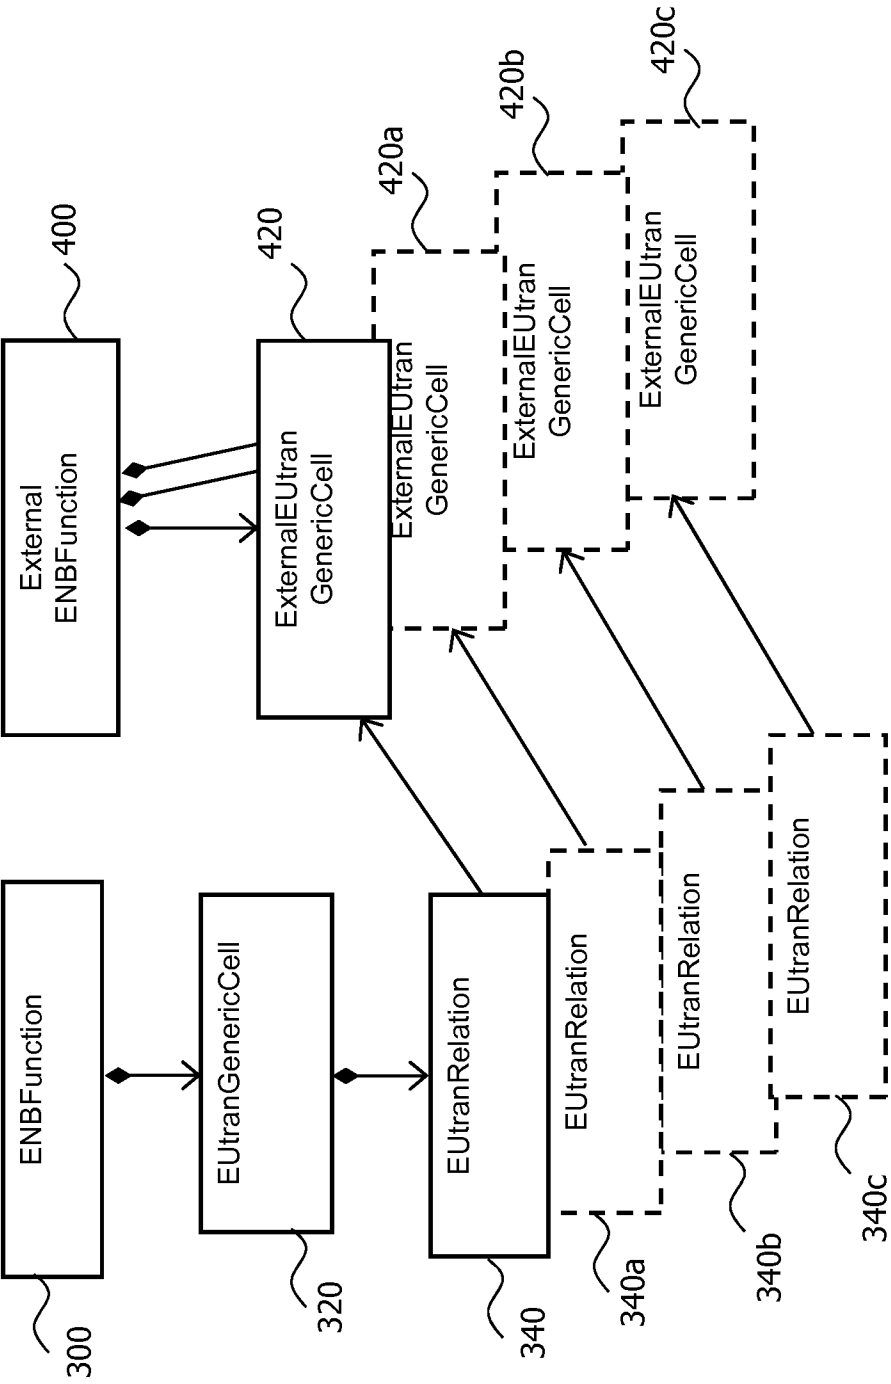 ENBFunction
300
EUtranGenericCell
320
EUtranRelation
340
EUtranRelation
340a
EUtranRelation
340b
EUtranRelation
340c
External
ENBFunction
400
ExternalEUtran
GenericCell
420
ExternalEUtran
GenericCell
420a
ExternalEUtran
GenericCell
420b
ExternalEUtran
GenericCell
420c